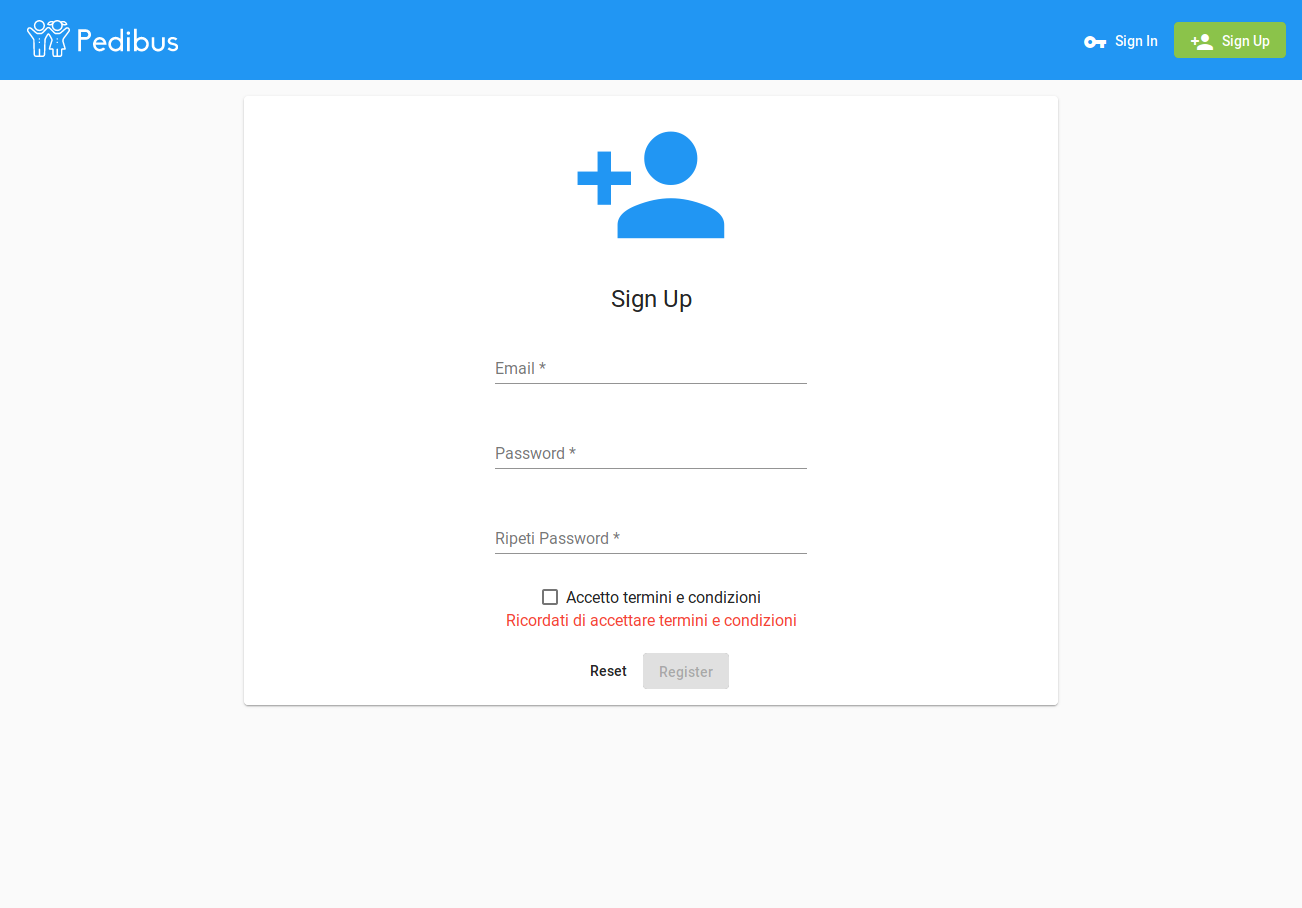 Pedibus
Sign In
Sign Up
Sign Up
Email *
Password *
Ripeti Password *
Accetto termini e condizioni
Ricordati di accettare termini e condizioni
Reset
Register